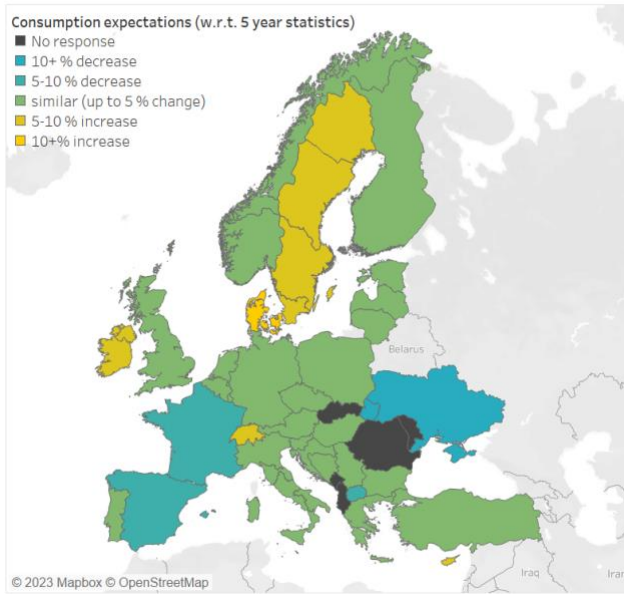 Consumption expectations (w.r.t. 5 year statistics)
No response
10+ % decrease
5-10 % decrease
similar (up to 5 % change)
5-10 % increase
10+% increase
Belarus
Iraq
Iran
© 2023 Mapbox © OpenStreetMap